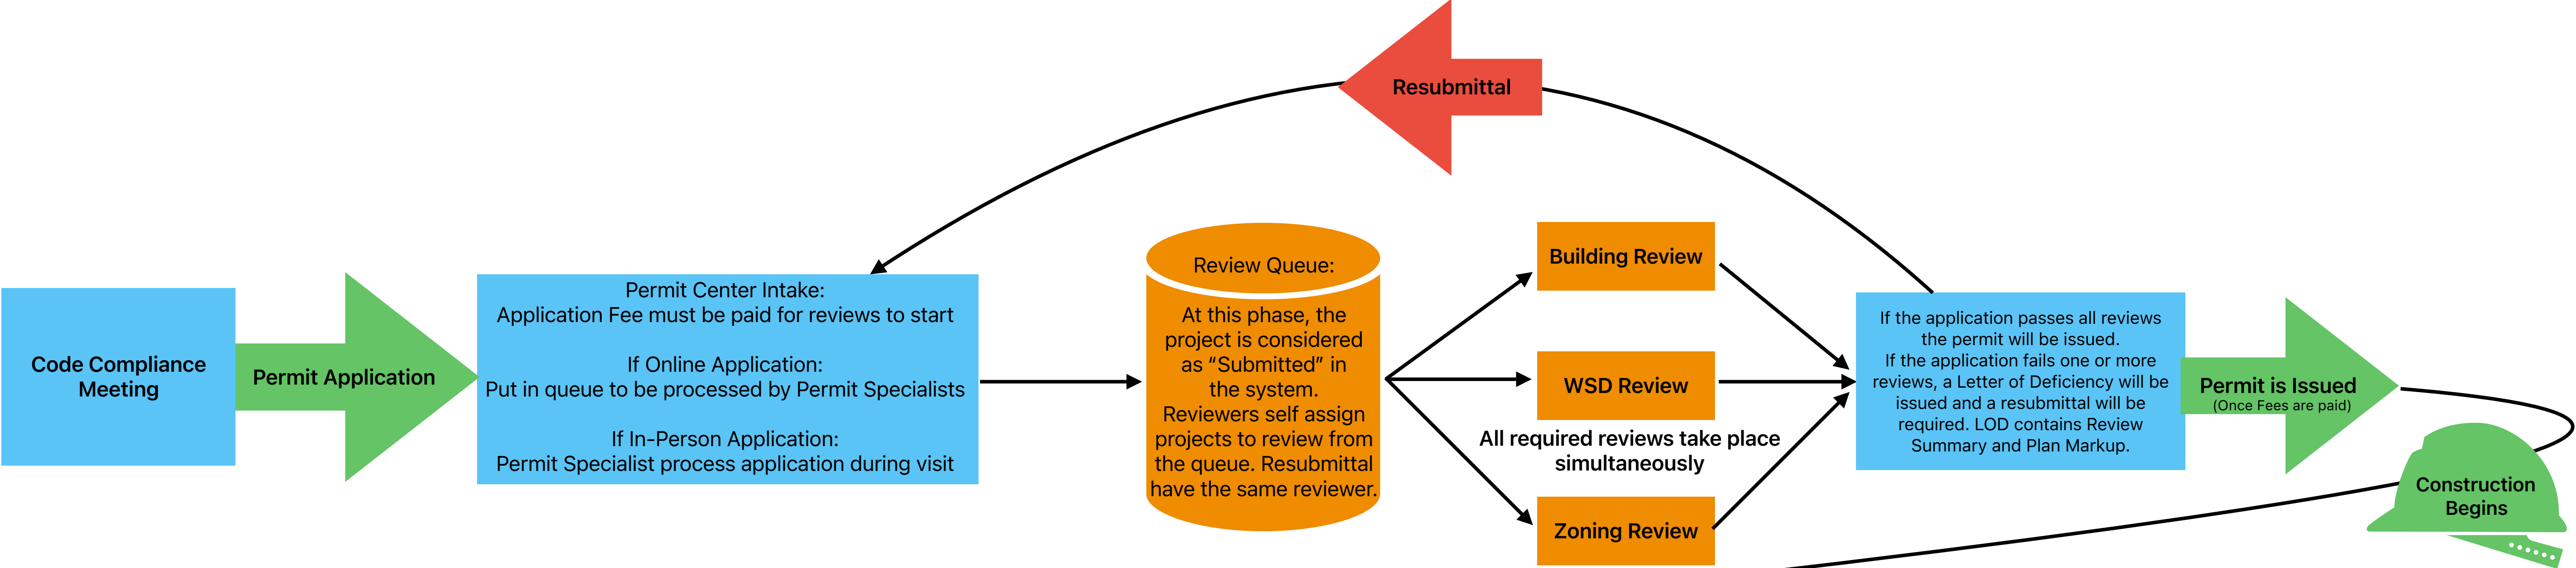 Resubmittal
Code Compliance
Meeting
Permit Application
Permit Center Intake:
Application Fee must be paid for reviews to start
If Online Application:
Put in queue to be processed by Permit Specialists
If In-Person Application:
Permit Specialist process application during visit
Review Queue:
At this phase, the
project is considered
as “Submitted” in
the system.
Reviewers self assign
projects to review from
the queue. Resubmittal
have the same reviewer.
Building Review
WSD Review
All required reviews take place
simultaneously
Zoning Review
If the application passes all reviews
the permit will be issued.
If the application fails one or more
reviews, a Letter of Deficiency will be
issued and a resubmittal will be
required. LOD contains Review
Summary and Plan Markup.
Permit is Issued
(Once Fees are paid)
Construction
Begins